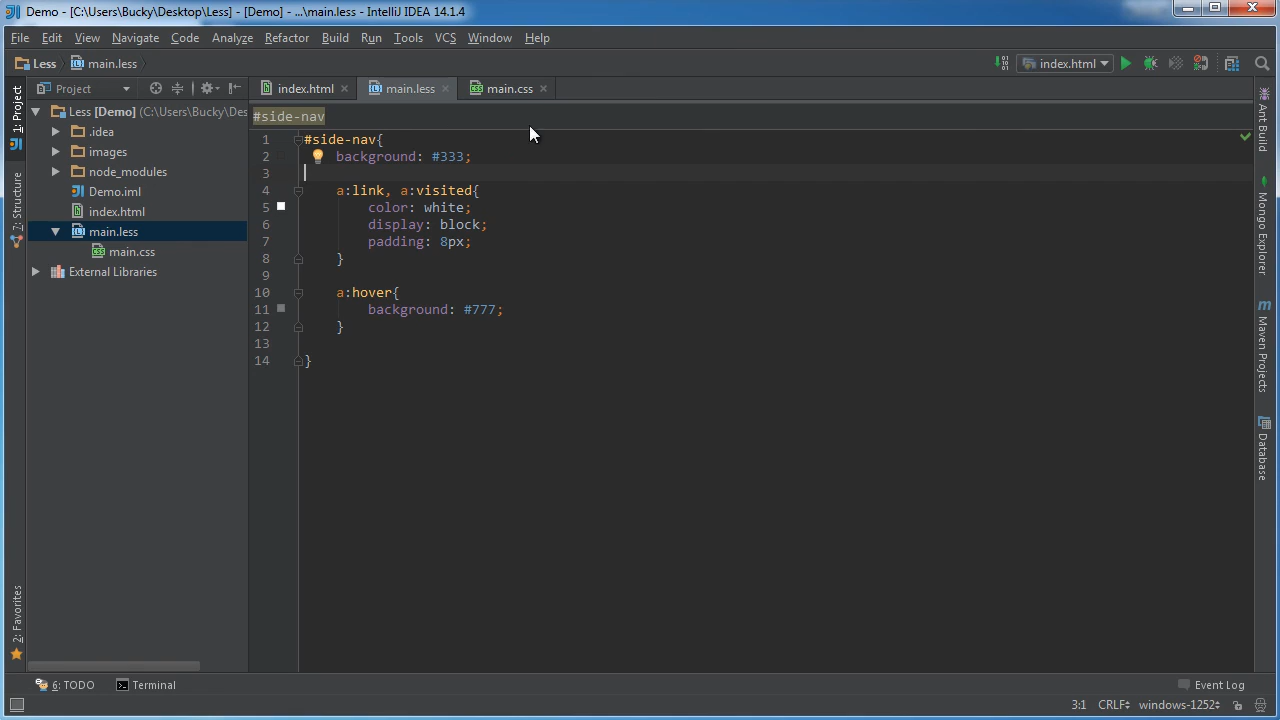 Demo - [C:\Users\Bucky\Desktop\Less] - [Demo] - ...\main.less - IntelliJ IDEA 14.1.4
File Edit View Navigate Code Analyze Refactor Build Run Tools VCS Window Help
Less main.less index.html
Project index.html main.less main.css
1: Project
7: Structure
2: Favorites
Less [Demo] (C:\Users\Bucky\Des
.idea
images
node_modules
Demo.iml
index.html
main.less
main.css
External Libraries
#side-nav
1 #side-nav{
2 background: #333;
3
4 a:link, a:visited{
5 color: white;
6 display: block;
7 padding: 8px;
8 }
9
10 a:hover{
11 background: #777;
12 }
13
14 }
Ant Build
Mongo Explorer
Maven Projects
Database
6: TODO Terminal Event Log
3:1 CRLF windows-1252